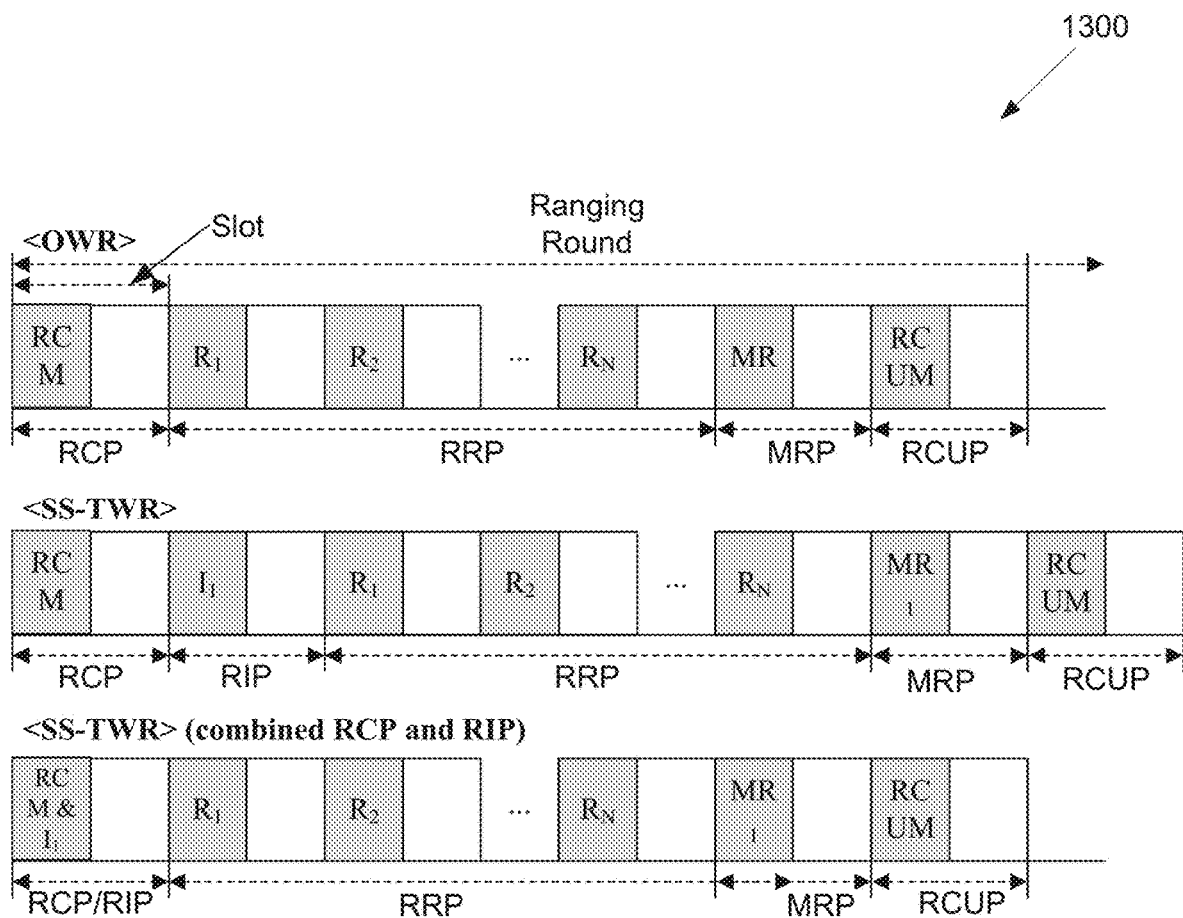 1300
Ranging
Round
Slot
<OWR>
RC
M
R1
R2
...
RN
MR
RC
UM
RCP
RRP
MRP
RCUP
<SS-TWR>
RC
M
I1
R1
R2
...
RN
MR
1
RC
UM
RCP
RIP
RRP
MRP
RCUP
<SS-TWR> (combined RCP and RIP)
RC
M &
I1
R1
R2
...
RN
MR
1
RC
UM
RCP/RIP
RRP
MRP
RCUP